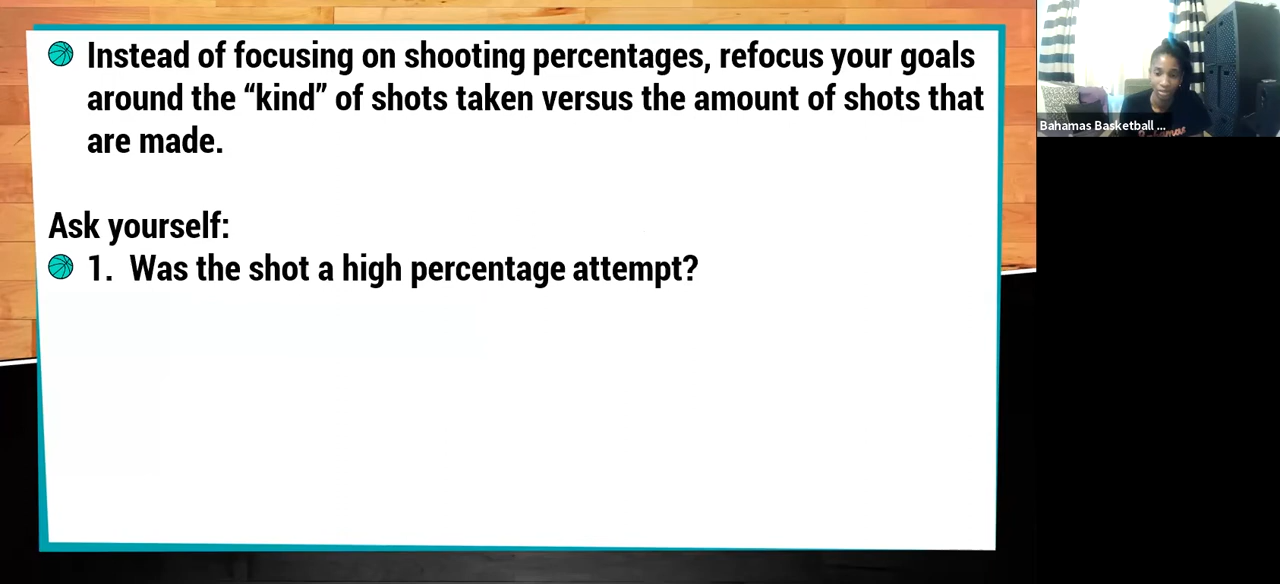 Instead of focusing on shooting percentages, refocus your goals
around the “kind” of shots taken versus the amount of shots that
are made.
Ask yourself:
1. Was the shot a high percentage attempt?
Bahamas Basketball ...
Bahamas